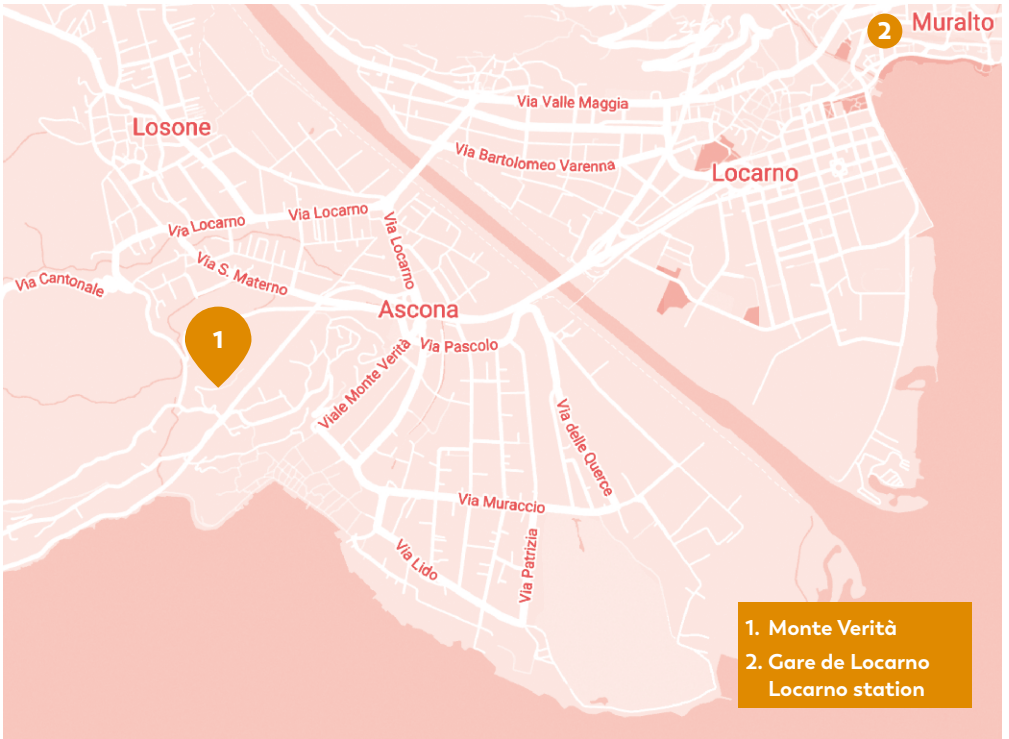 2
Muralto
Via Valle Maggia
Losone
Via Bartolomeo Varenna
Locarno
Via Locarno
Via Locarno
Via Locarno
Via S. Materno
Via Cantonale
Ascona
1
Via Pascolo
Viale Monte Verità
Via delle Querce
Via Muraccio
Via Lido
Via Patrizia
1. Monte Verità
2. Gare de Locarno
Locarno station